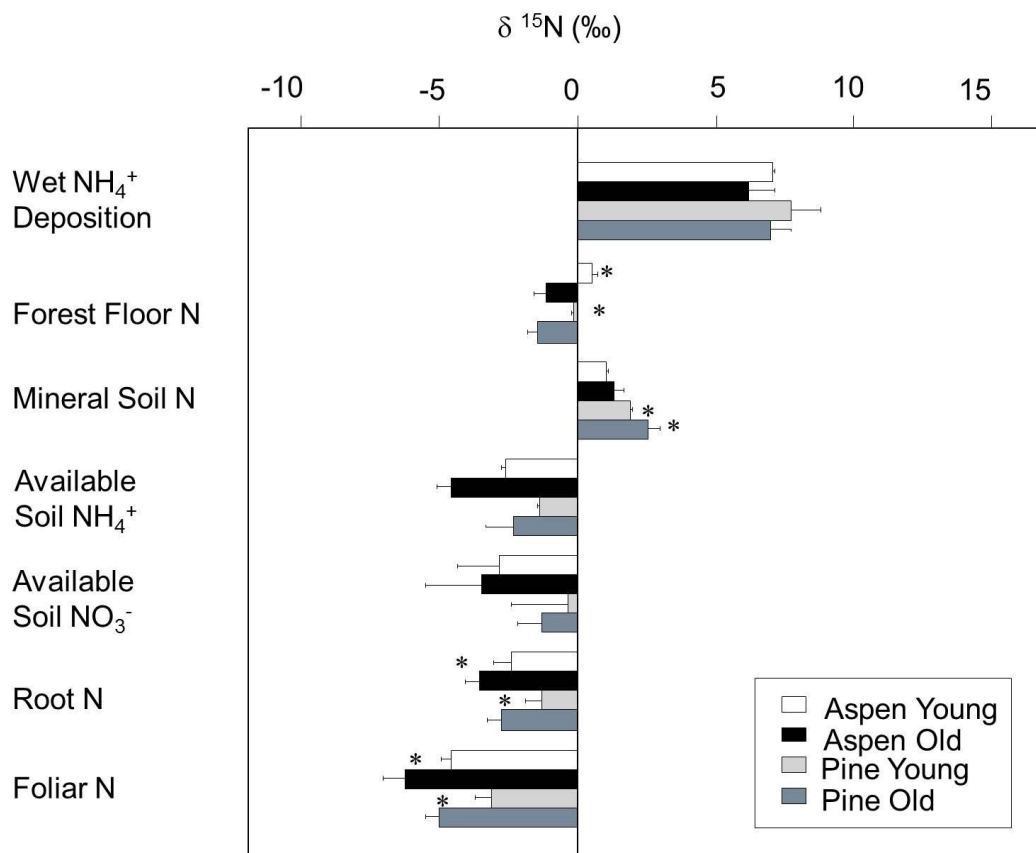 δ ¹⁵N (‰)
-10 -5 0 5 10 15
Wet NH₄⁺
Deposition
*
Forest Floor N
*
Mineral Soil N
*
*
Available
Soil NH₄⁺
Available
Soil NO₃⁻
*
Root N
*
*
Foliar N
*
Aspen Young
Aspen Old
Pine Young
Pine Old